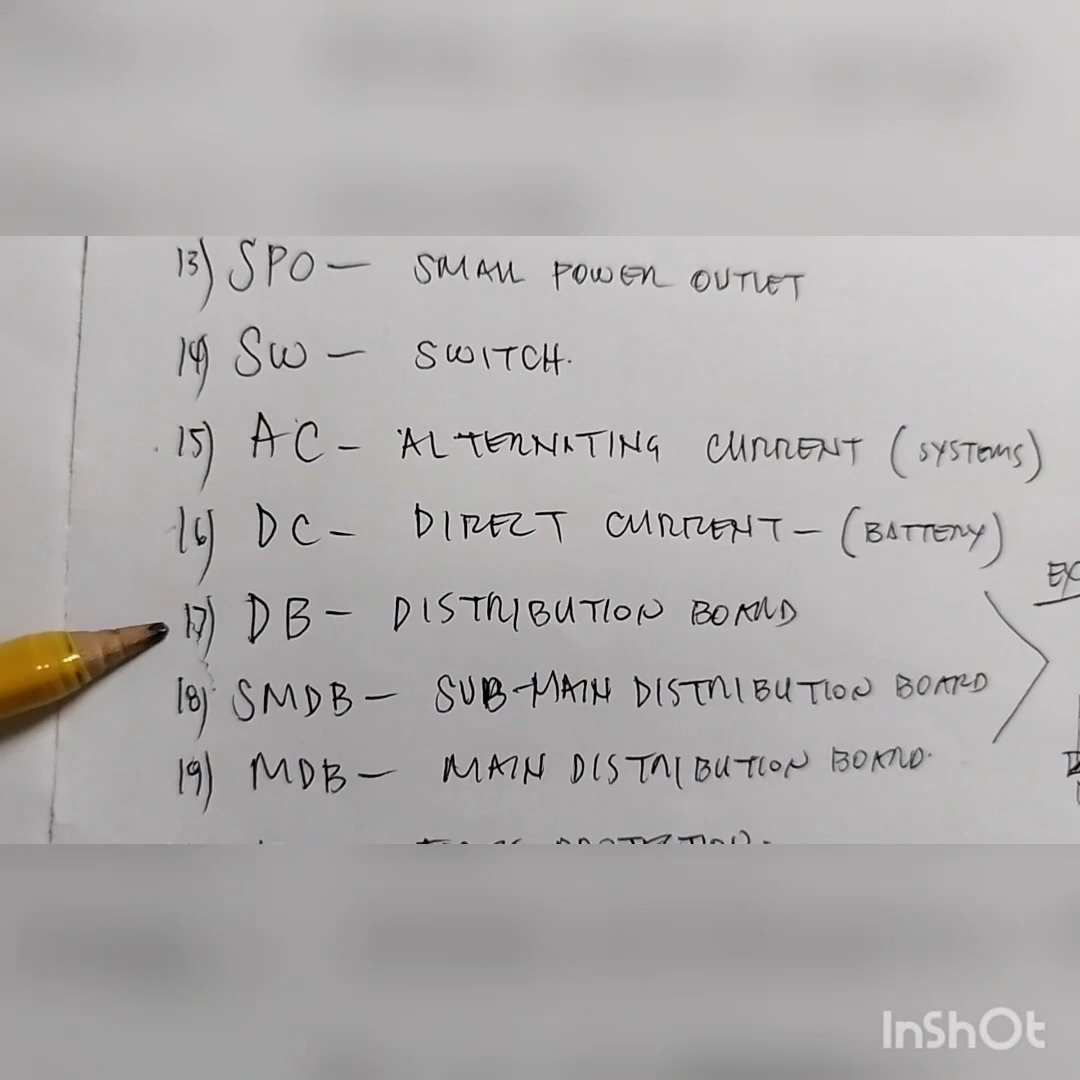 13) SPO — SMALL POWER OUTLET
14) SW — SWITCH.
15) AC - ALTERNATING CURRENT (SYSTEMS)
16) DC - DIRECT CURRENT - (BATTERY)
EX
17) DB - DISTRIBUTION BOARD
18) SMDB - SUB-MAIN DISTRIBUTION BOARD
19) MDB - MAIN DISTRIBUTION BOARD.
InShOt